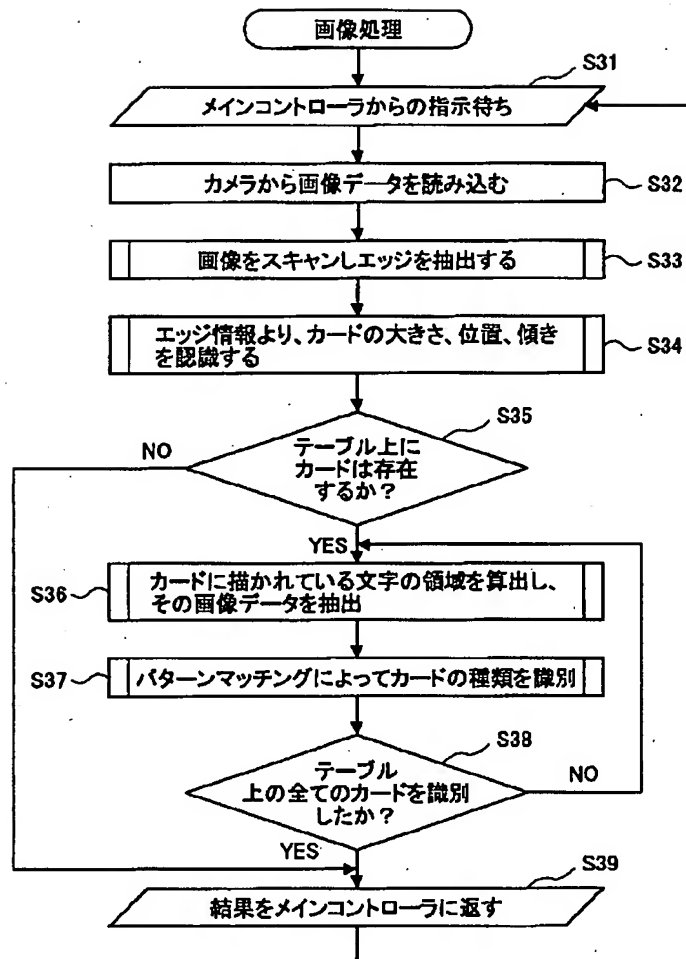 画像処理
S31
メインコントローラからの指示待ち
カメラから画像データを読み込む
S32
画像をスキャンしエッジを抽出する
S33
エッジ情報より、カードの大きさ、位置、傾き
を認識する
S34
S35
NO
テーブル上に
カードは存在
するか？
YES
S36
カードに描かれている文字の領域を算出し、
その画像データを抽出
S37
パターンマッチングによってカードの種類を識別
S38
テーブル
上の全てのカードを識別
したか？
NO
YES
S39
結果をメインコントローラに返す